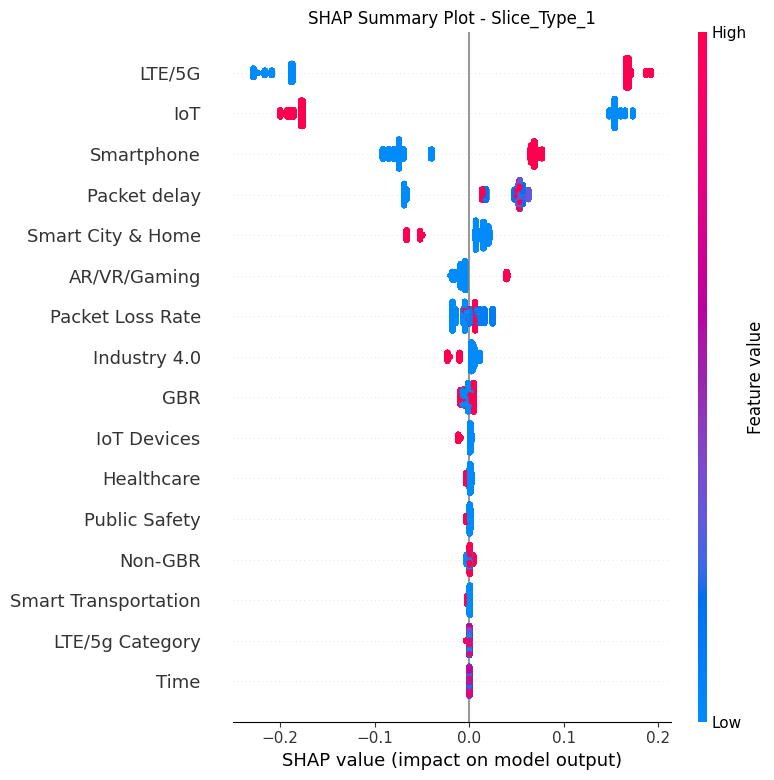 SHAP Summary Plot - Slice_Type_1
High
LTE/5G
IoT
Smartphone
Packet delay
Smart City & Home
AR/VR/Gaming
Packet Loss Rate
Industry 4.0
GBR
IoT Devices
Healthcare
Public Safety
Non-GBR
Smart Transportation
LTE/5g Category
Time
Feature value
Low
−0.2 −0.1 0.0 0.1 0.2
SHAP value (impact on model output)